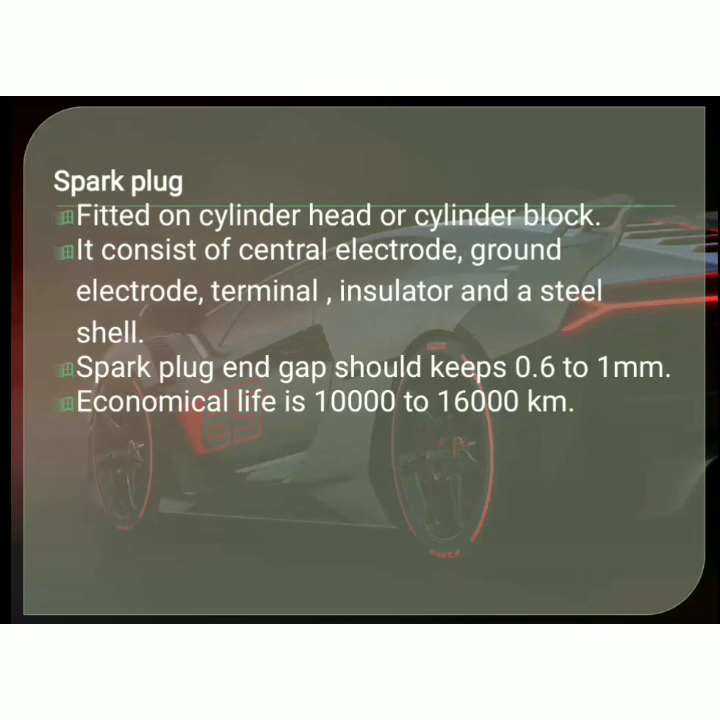 Spark plug
Fitted on cylinder head or cylinder block.
It consist of central electrode, ground
electrode, terminal , insulator and a steel
shell.
Spark plug end gap should keeps 0.6 to 1mm.
Economical life is 10000 to 16000 km.
63